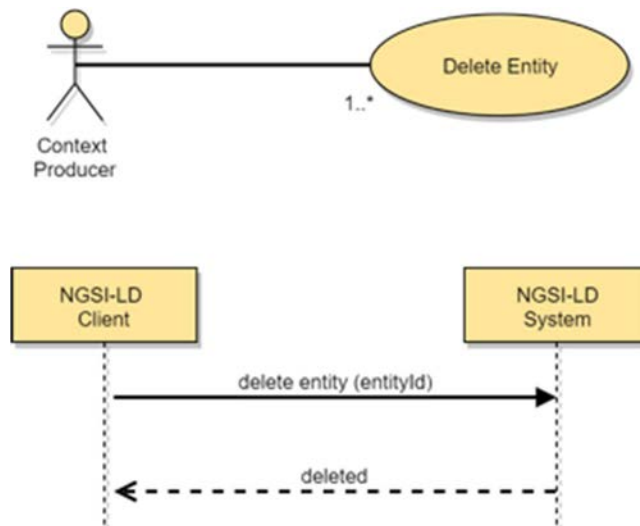 Delete Entity
1..*
Context
Producer
NGSI-LD
Client
NGSI-LD
System
delete entity (entityId)
deleted